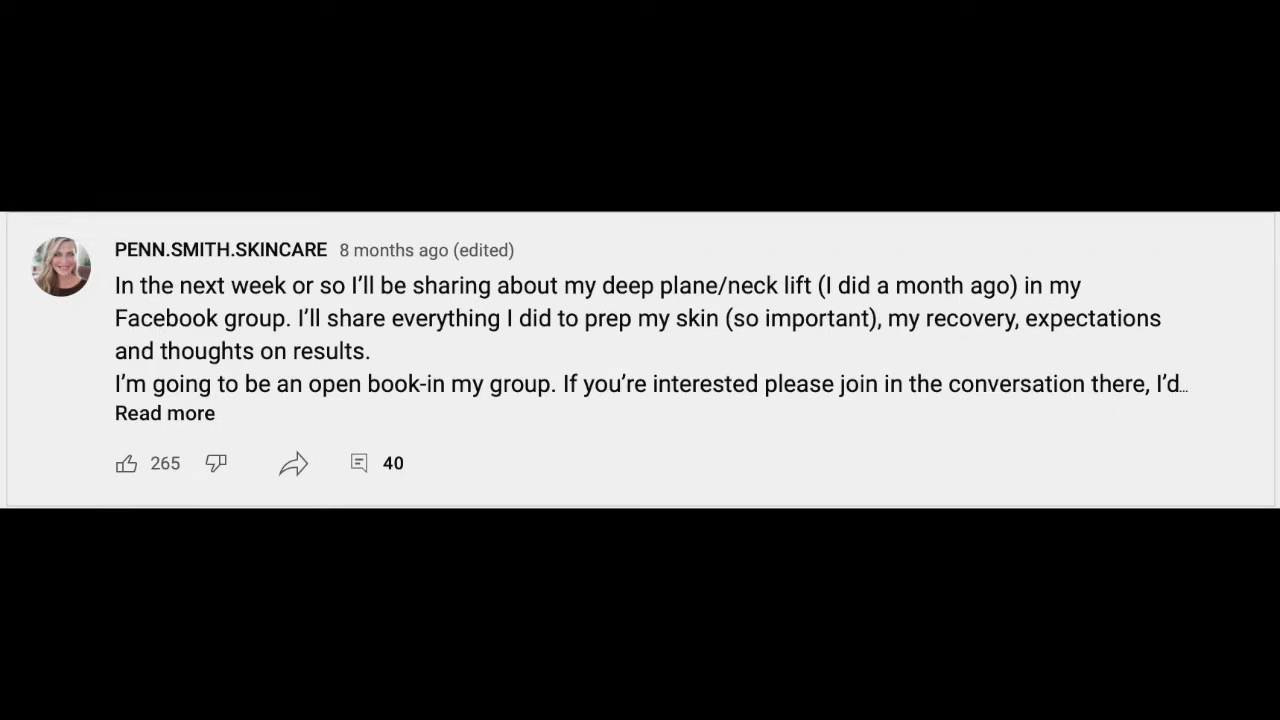 PENN.SMITH.SKINCARE 8 months ago (edited)
In the next week or so I’ll be sharing about my deep plane/neck lift (I did a month ago) in my
Facebook group. I’ll share everything I did to prep my skin (so important), my recovery, expectations
and thoughts on results.
I’m going to be an open book-in my group. If you’re interested please join in the conversation there, I’d...
Read more
265 40